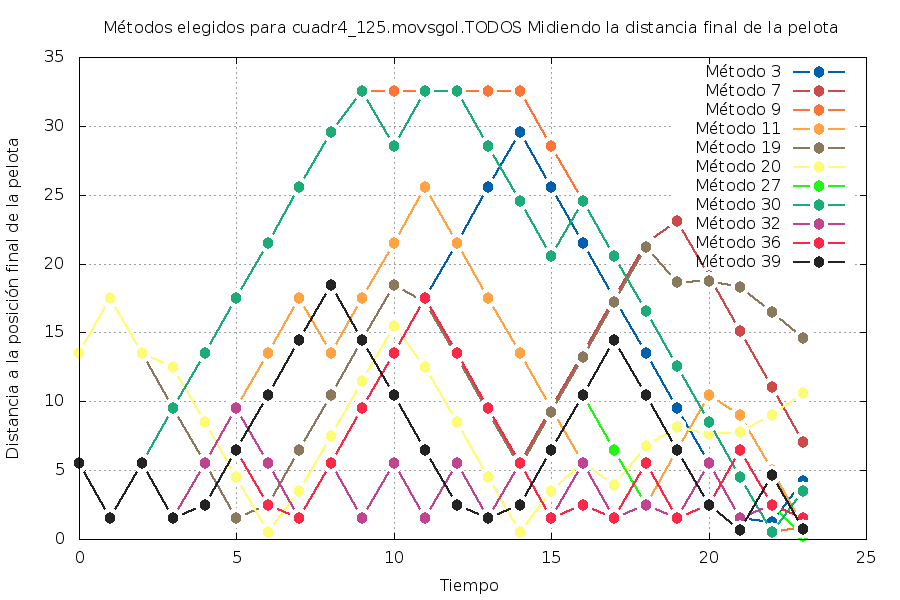 Métodos elegidos para cuadr4_125.movsgol.TODOS Midiendo la distancia final de la pelota
Distancia a la posición final de la pelota
35
30
25
20
15
10
5
0
0
5
10
15
20
25
Tiempo
Método 3
Método 7
Método 9
Método 11
Método 19
Método 20
Método 27
Método 30
Método 32
Método 36
Método 39